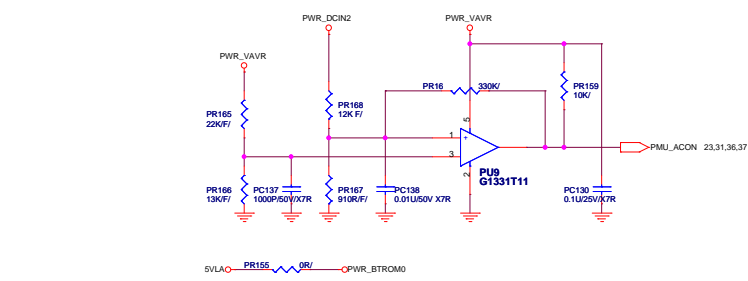 PWR_DCIN2
PWR_VAVR
PWR_VAVR
PR16
330K/
PR159
10K/
PR165
22K/F/
PR168
12K F/
5
1
+
3
-
PMU_ACON 23,31,36,37
2
PU9
G1331T11
PR166
13K/F/
PC137
1000P/50V/X7R
PR167
910R/F/
PC138
0.01U/50V X7R
PC130
0.1U/25V/X7R
5VLA
PR155
0R/
PWR_BTROM0